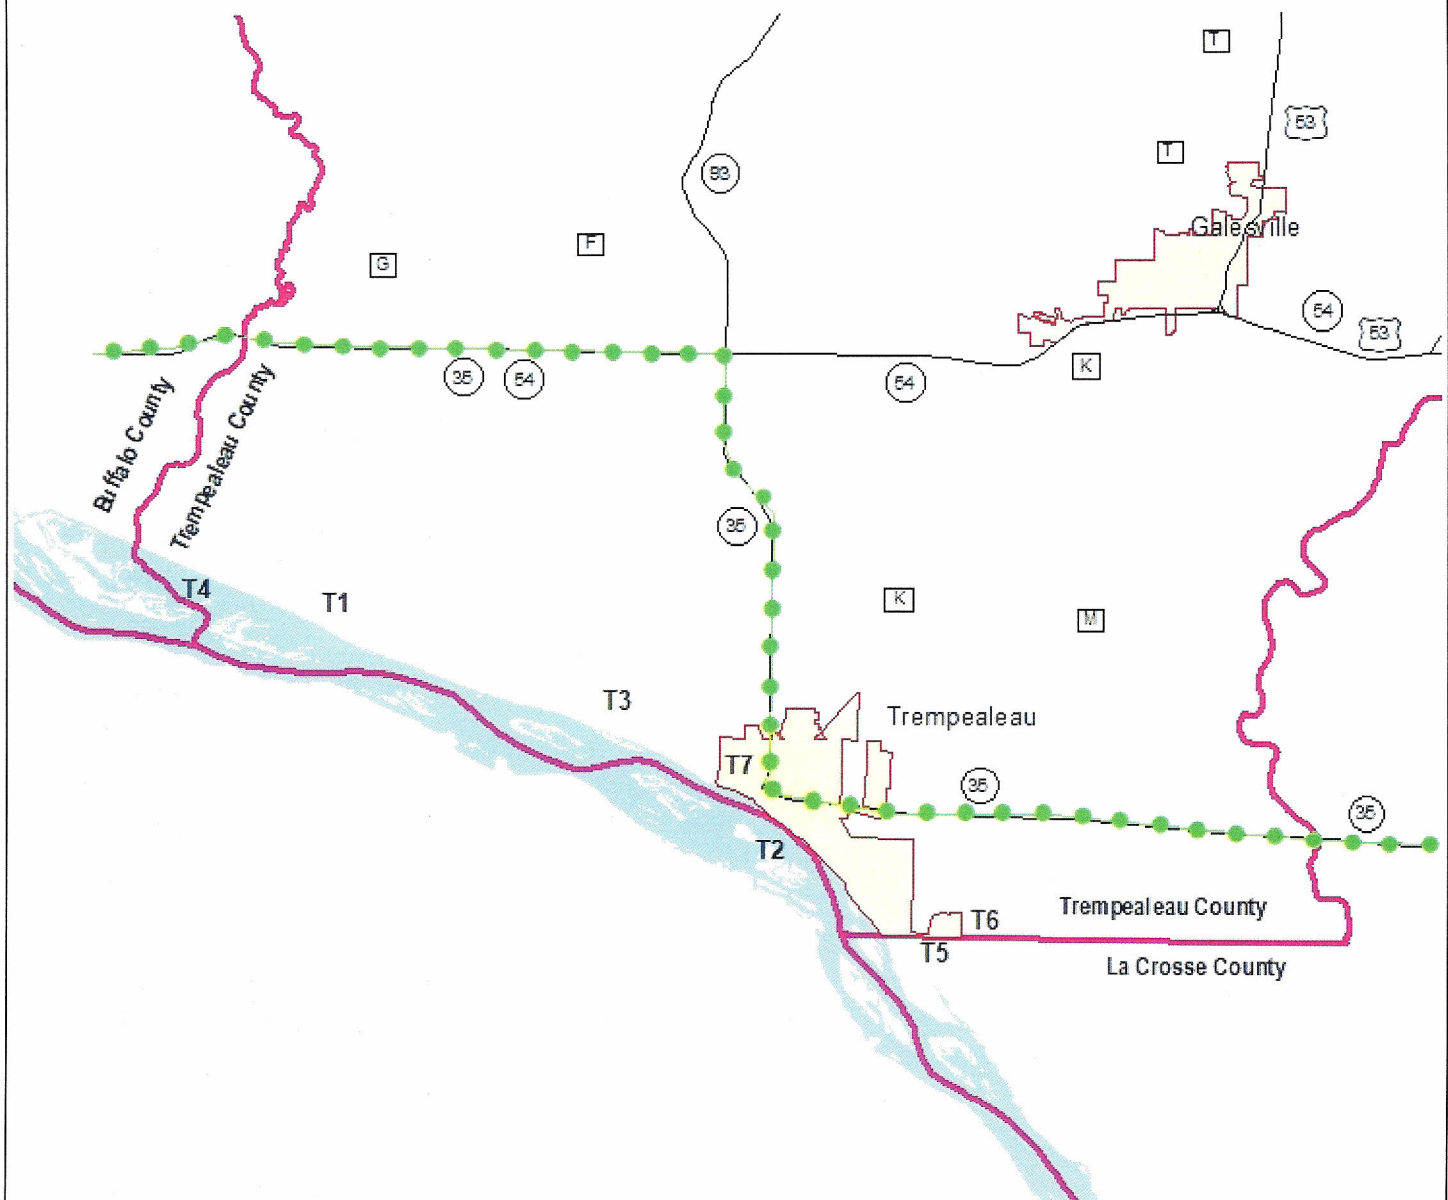 T
53
T
93
Galesville
F
G
54
53
35
54
54
K
Buffalo County
Trempealeau County
35
T4
T1
K
M
T3
Trempealeau
T7
35
35
T2
Trempealeau County
T6
T5
La Crosse County